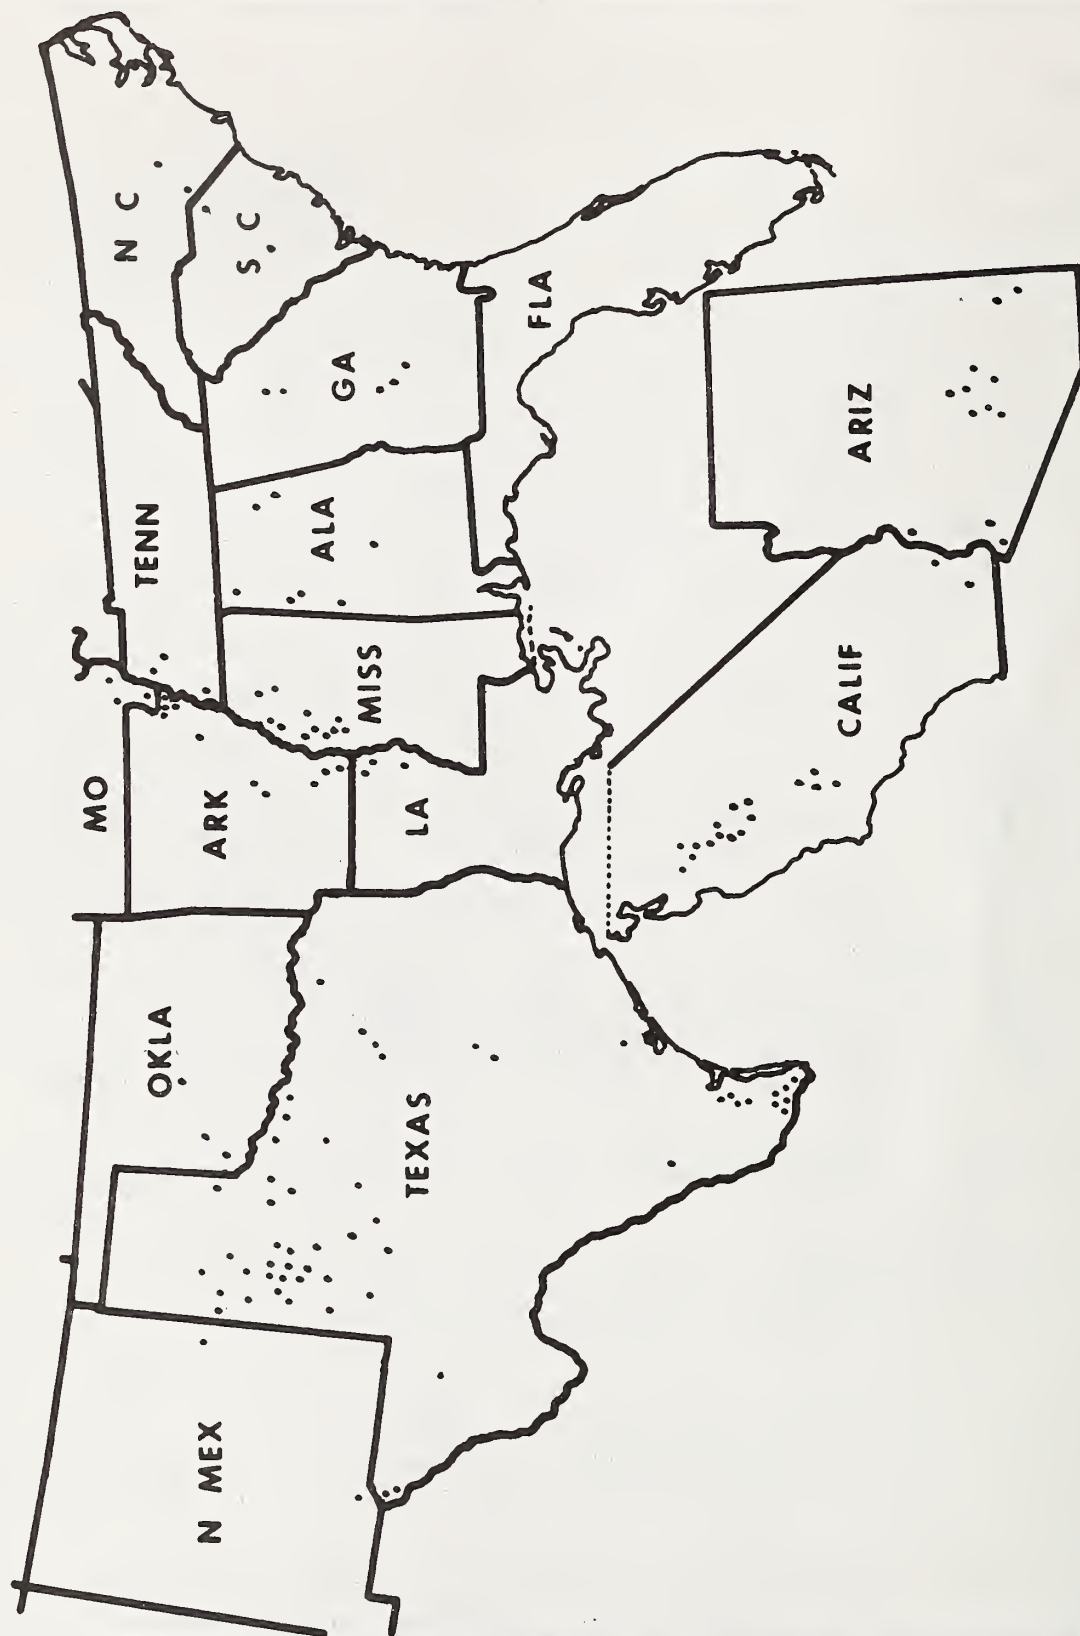 MO
N C
TENN
S C
OKLA
ARK
N MEX
ALA
GA
MISS
TEXAS
LA
FLA
CALIF
ARIZ